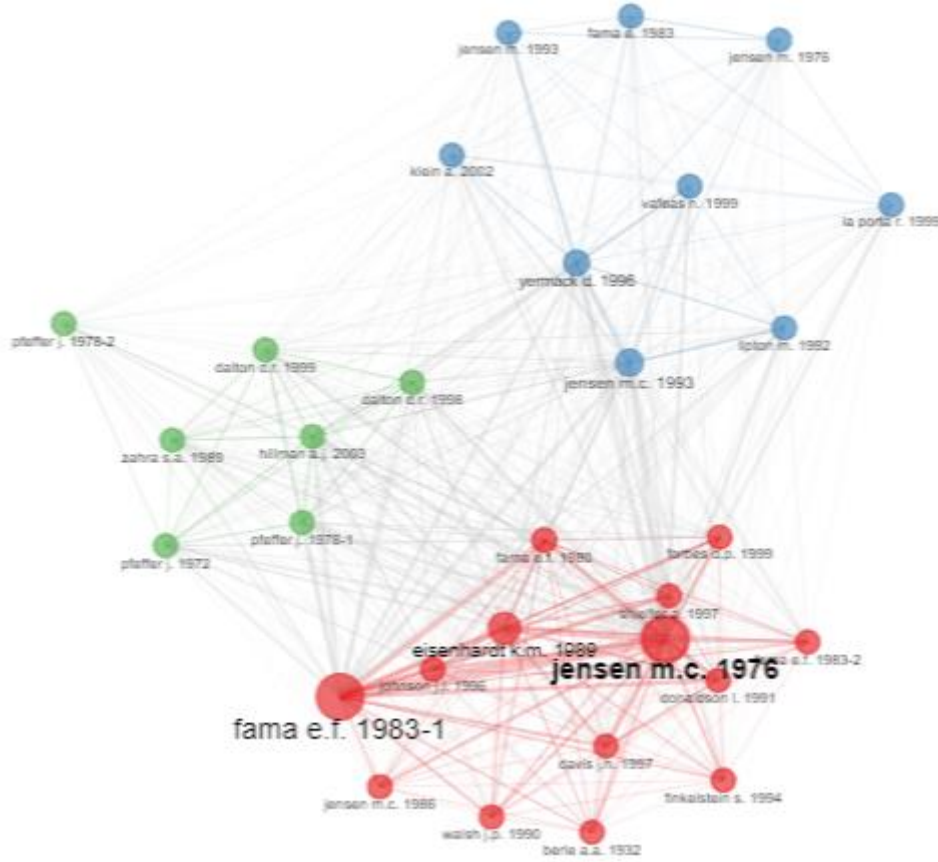 fama e. 1983
jensen m. 1993
jensen m. 1976
klein a. 2002
vafeas n. 1999
la porta r. 1999
yermack d. 1996
pfeffer j. 1978-2
lipton m. 1992
dalton d.r. 1999
jensen m.c. 1993
dalton d.r. 1998
zahra s.a. 1989
hillman a.j. 2003
pfeffer j. 1978-1
pfeffer j. 1972
fama e.f. 1980
forbes d.p. 1999
shleifer a. 1997
eisenhardt k.m. 1989
jensen m.c. 1976
fama e.f. 1983-2
johnson j.l. 1996
donaldson l. 1991
fama e.f. 1983-1
davis j.h. 1997
jensen m.c. 1986
finkelstein s. 1994
walsh j.p. 1990
berle a.a. 1932